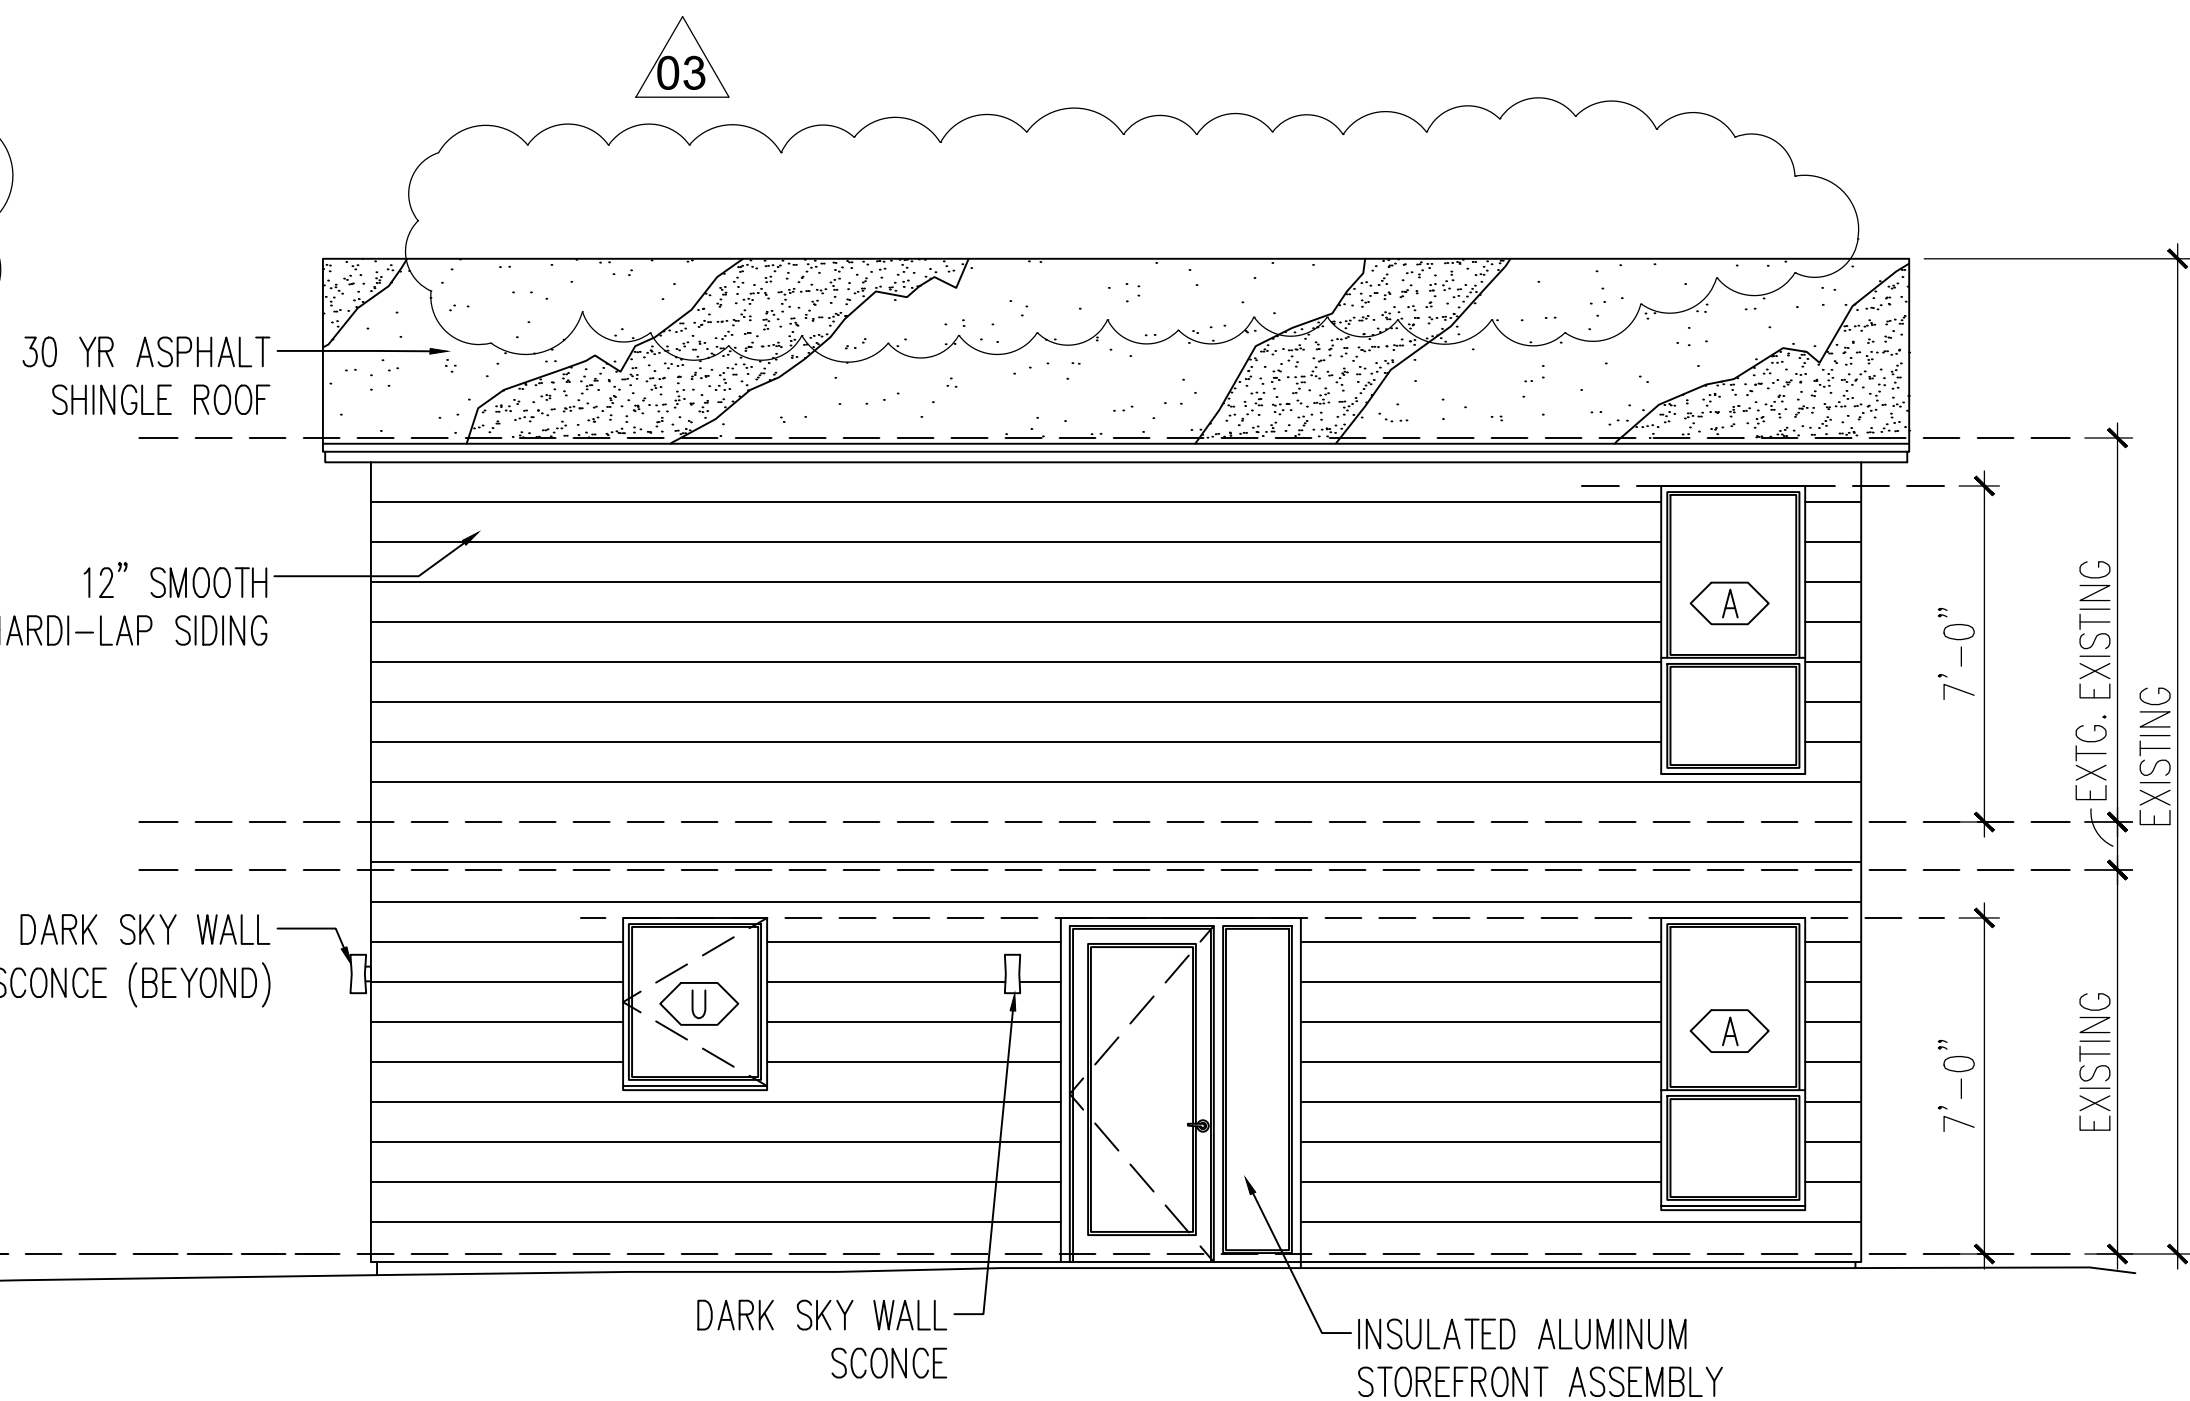 03
30 YR ASPHALT
SHINGLE ROOF
12” SMOOTH
HARDI-LAP SIDING
A
7’-0”
EXTG. EXISTING
EXISTING
DARK SKY WALL
SCONCE (BEYOND)
U
A
7’-0”
EXISTING
DARK SKY WALL
SCONCE
INSULATED ALUMINUM
STOREFRONT ASSEMBLY